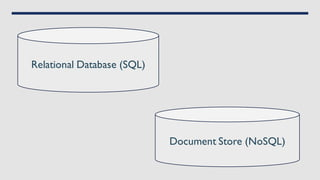 Relational Database (SQL)
Document Store (NoSQL)